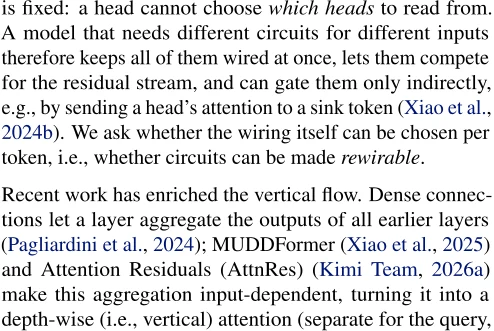 is fixed: a head cannot choose which heads to read from.
A model that needs different circuits for different inputs
therefore keeps all of them wired at once, lets them compete
for the residual stream, and can gate them only indirectly,
e.g., by sending a head's attention to a sink token (Xiao et al.,
2024b). We ask whether the wiring itself can be chosen per
token, i.e., whether circuits can be made rewirable.
Recent work has enriched the vertical flow. Dense connec-
tions let a layer aggregate the outputs of all earlier layers
(Pagliardini et al., 2024); MUDDFormer (Xiao et al., 2025)
and Attention Residuals (AttnRes) (Kimi Team, 2026a)
make this aggregation input-dependent, turning it into a
depth-wise (i.e., vertical) attention (separate for the query,